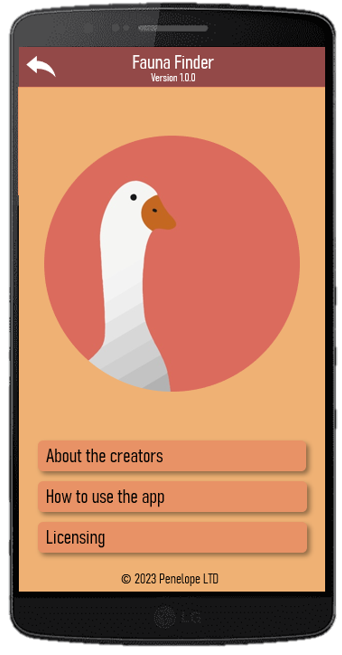 Fauna Finder
Version 1.0.0
About the creators
How to use the app
Licensing
© 2023 Penelope LTD
LG